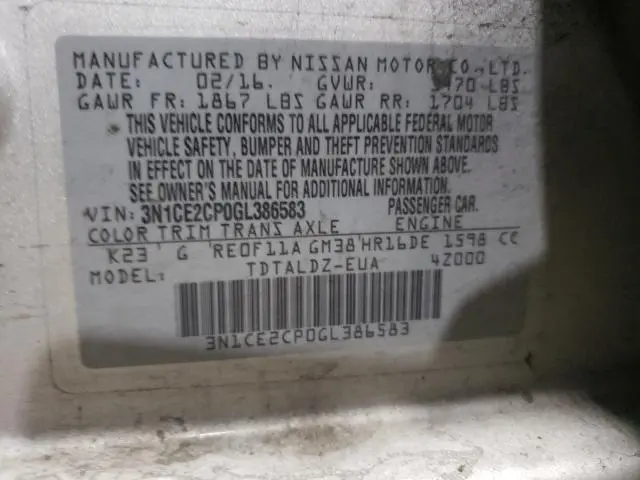 MANUFACTURED BY NISSAN MOTOR CO., LTD.
DATE: 02/16. GVWR: 3470 LBS
GAWR FR: 1867 LBS GAWR RR: 1704 LBS
THIS VEHICLE CONFORMS TO ALL APPLICABLE FEDERAL MOTOR
VEHICLE SAFETY, BUMPER AND THEFT PREVENTION STANDARDS
IN EFFECT ON THE DATE OF MANUFACTURE SHOWN ABOVE.
SEE OWNER'S MANUAL FOR ADDITIONAL INFORMATION.
VIN: 3N1CE2CP0GL386583 PASSENGER CAR.
COLOR TRIM TRANS AXLE ENGINE
K23 G RE0F11A GM38 HR16DE 1598 CC
MODEL: TDTALDZ-EUA 4Z000
3N1CE2CP0GL386583